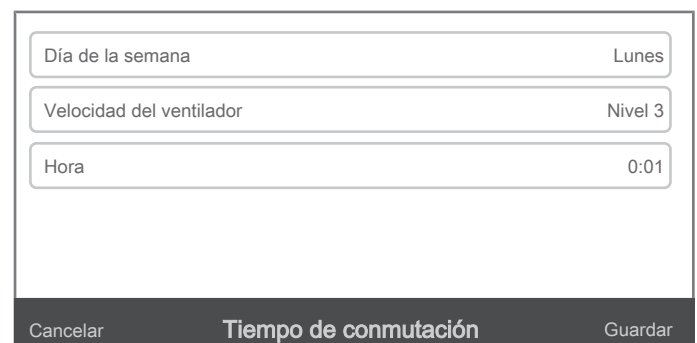 Día de la semana Lunes
Velocidad del ventilador Nivel 3
Hora 0:01
Cancelar Tiempo de conmutación Guardar